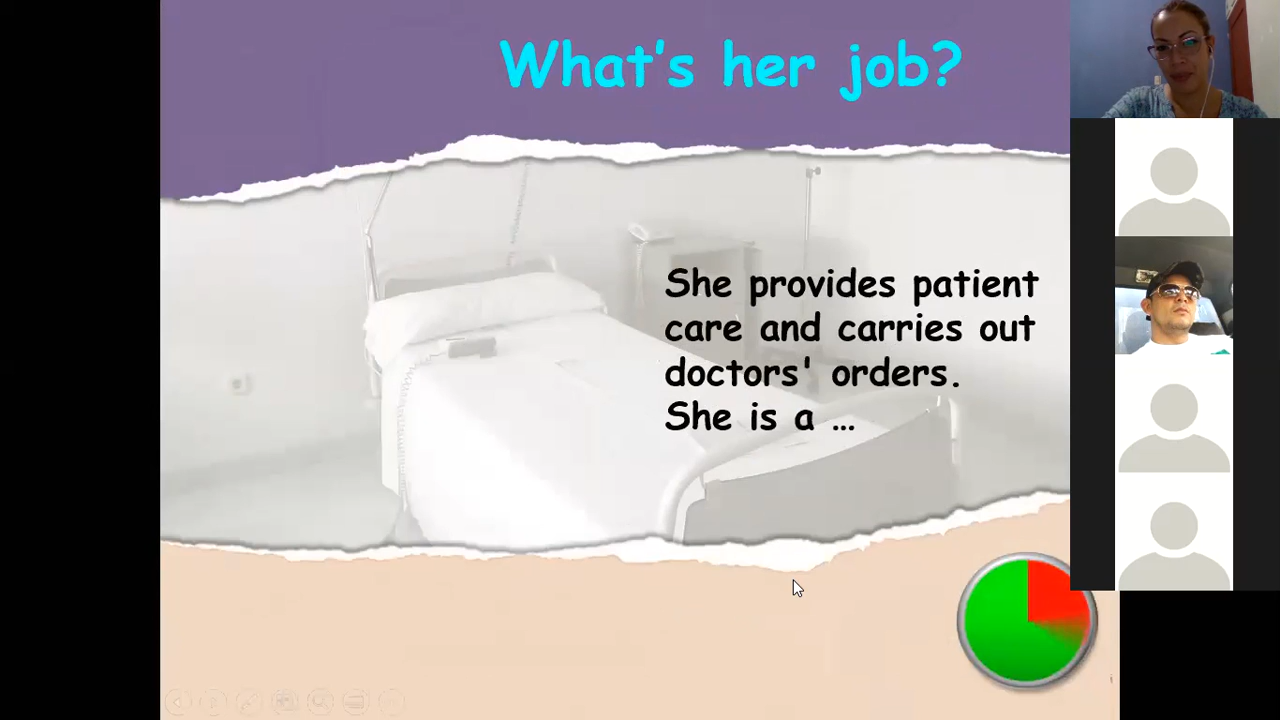 What's her job?
She provides patient
care and carries out
doctors' orders.
She is a ...